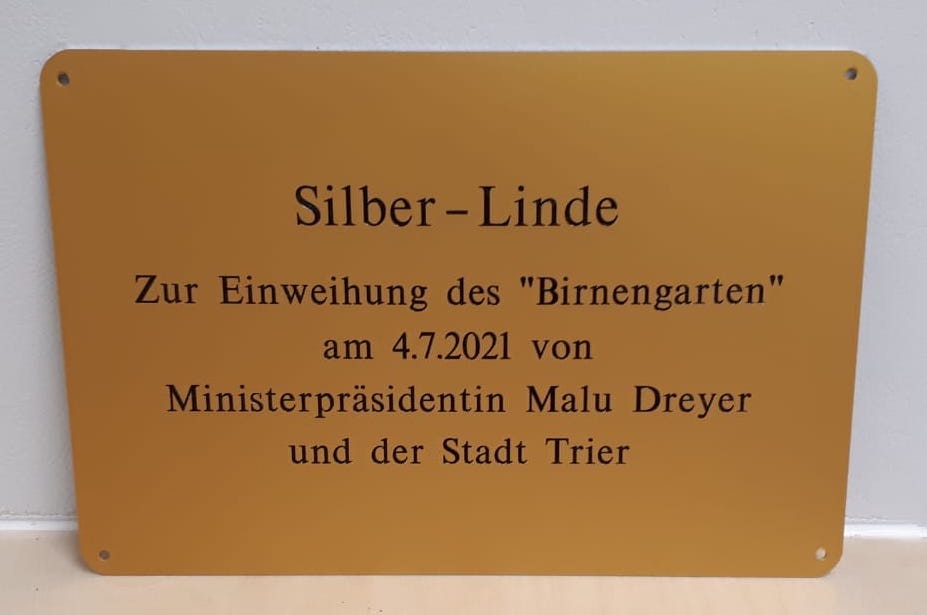 Silber-Linde
Zur Einweihung des "Birnengarten"
am 4.7.2021 von
Ministerpräsidentin Malu Dreyer
und der Stadt Trier